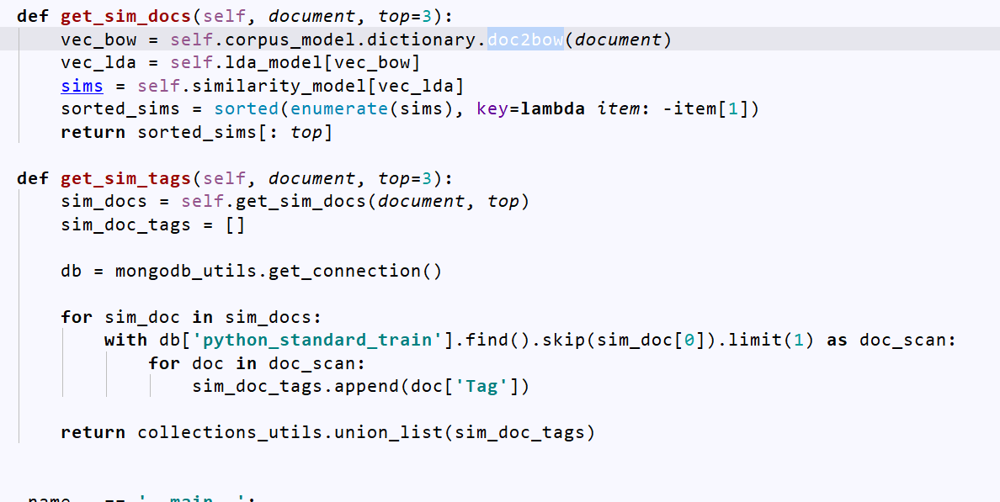 def get_sim_docs(self, document, top=3):
    vec_bow = self.corpus_model.dictionary.doc2bow(document)
    vec_lda = self.lda_model[vec_bow]
    sims = self.similarity_model[vec_lda]
    sorted_sims = sorted(enumerate(sims), key=lambda item: -item[1])
    return sorted_sims[: top]

def get_sim_tags(self, document, top=3):
    sim_docs = self.get_sim_docs(document, top)
    sim_doc_tags = []

    db = mongodb_utils.get_connection()

    for sim_doc in sim_docs:
        with db['python_standard_train'].find().skip(sim_doc[0]).limit(1) as doc_scan:
            for doc in doc_scan:
                sim_doc_tags.append(doc['Tag'])

    return collections_utils.union_list(sim_doc_tags)

name == '__main__':